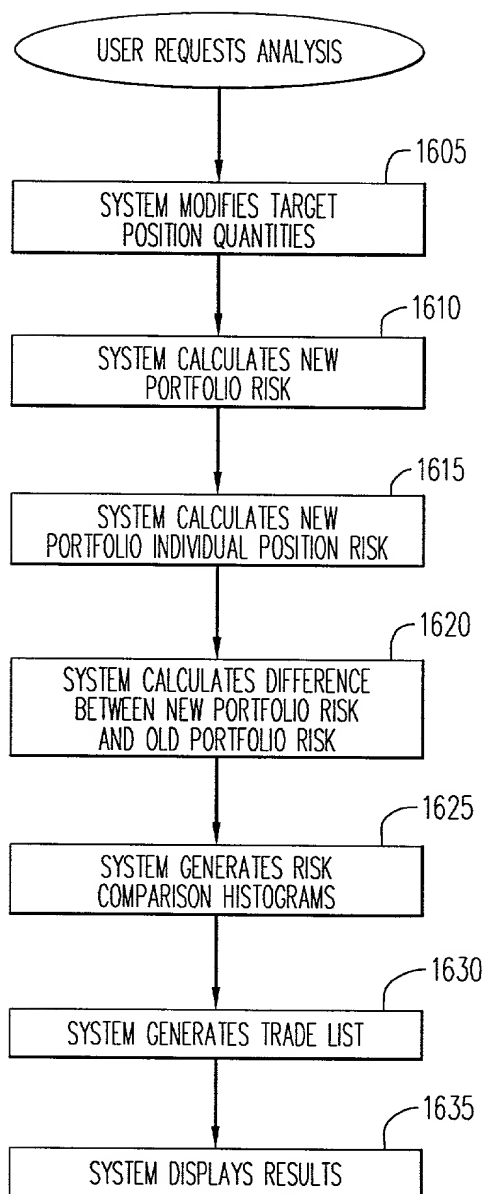 USER REQUESTS ANALYSIS
1605
SYSTEM MODIFIES TARGET
POSITION QUANTITIES
1610
SYSTEM CALCULATES NEW
PORTFOLIO RISK
1615
SYSTEM CALCULATES NEW
PORTFOLIO INDIVIDUAL POSITION RISK
1620
SYSTEM CALCULATES DIFFERENCE
BETWEEN NEW PORTFOLIO RISK
AND OLD PORTFOLIO RISK
1625
SYSTEM GENERATES RISK
COMPARISON HISTOGRAMS
1630
SYSTEM GENERATES TRADE LIST
1635
SYSTEM DISPLAYS RESULTS